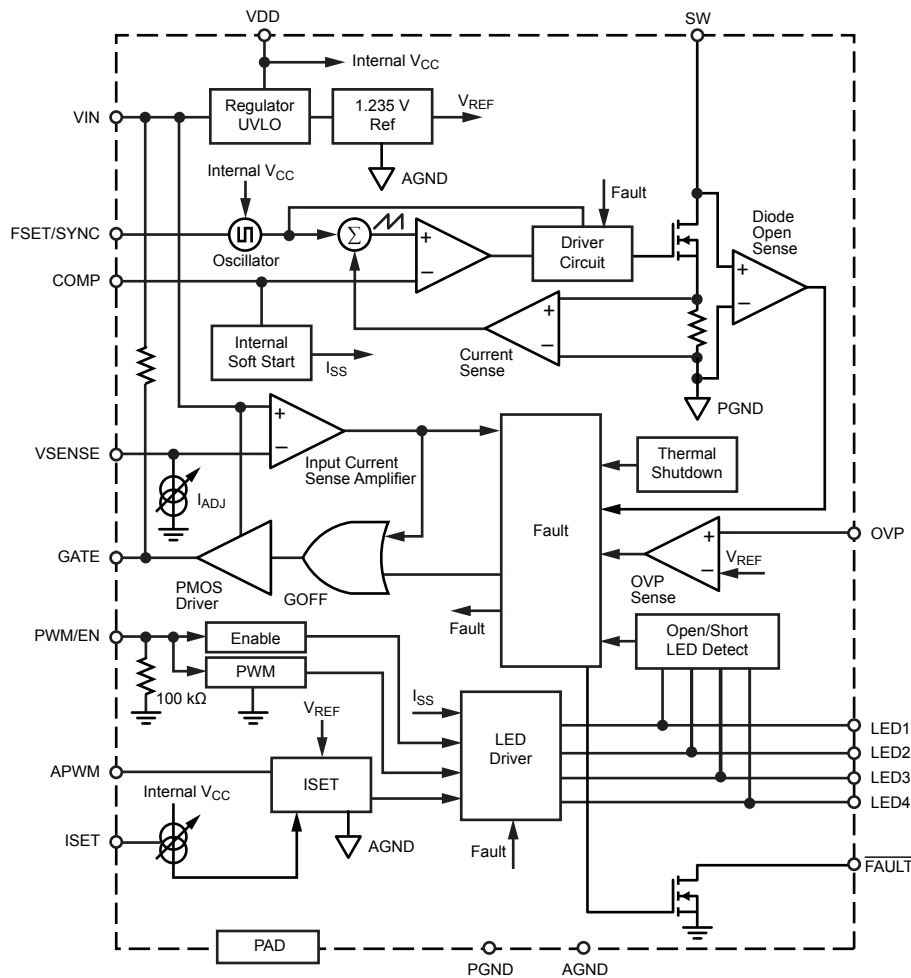 VDD
SW
Internal VCC
VIN
Regulator
UVLO
1.235 V
Ref
VREF
AGND
Internal VCC
Fault
FSET/SYNC
Oscillator
Σ
+
−
Driver
Circuit
Diode
Open
Sense
+
−
COMP
Internal
Soft Start
ISS
Current
Sense
+
−
PGND
VSENSE
+
−
Input Current
Sense Amplifier
IADJ
Fault
Thermal
Shutdown
OVP
+
−
VREF
OVP
Sense
GATE
PMOS
Driver
GOFF
Fault
PWM/EN
Enable
PWM
100 kΩ
Open/Short
LED Detect
ISS
VREF
LED
Driver
LED1
LED2
LED3
LED4
APWM
ISET
Internal VCC
AGND
ISET
Fault
FAULT
PAD
PGND
AGND